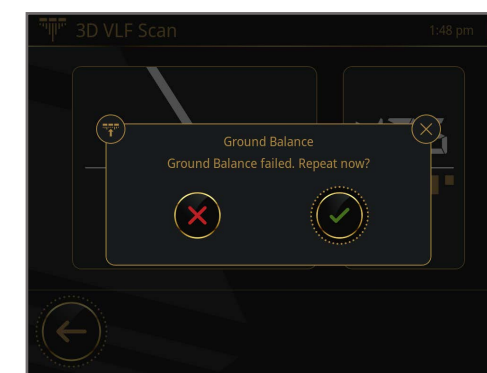 3D VLF Scan
1:48 pm
Ground Balance
Ground Balance failed. Repeat now?